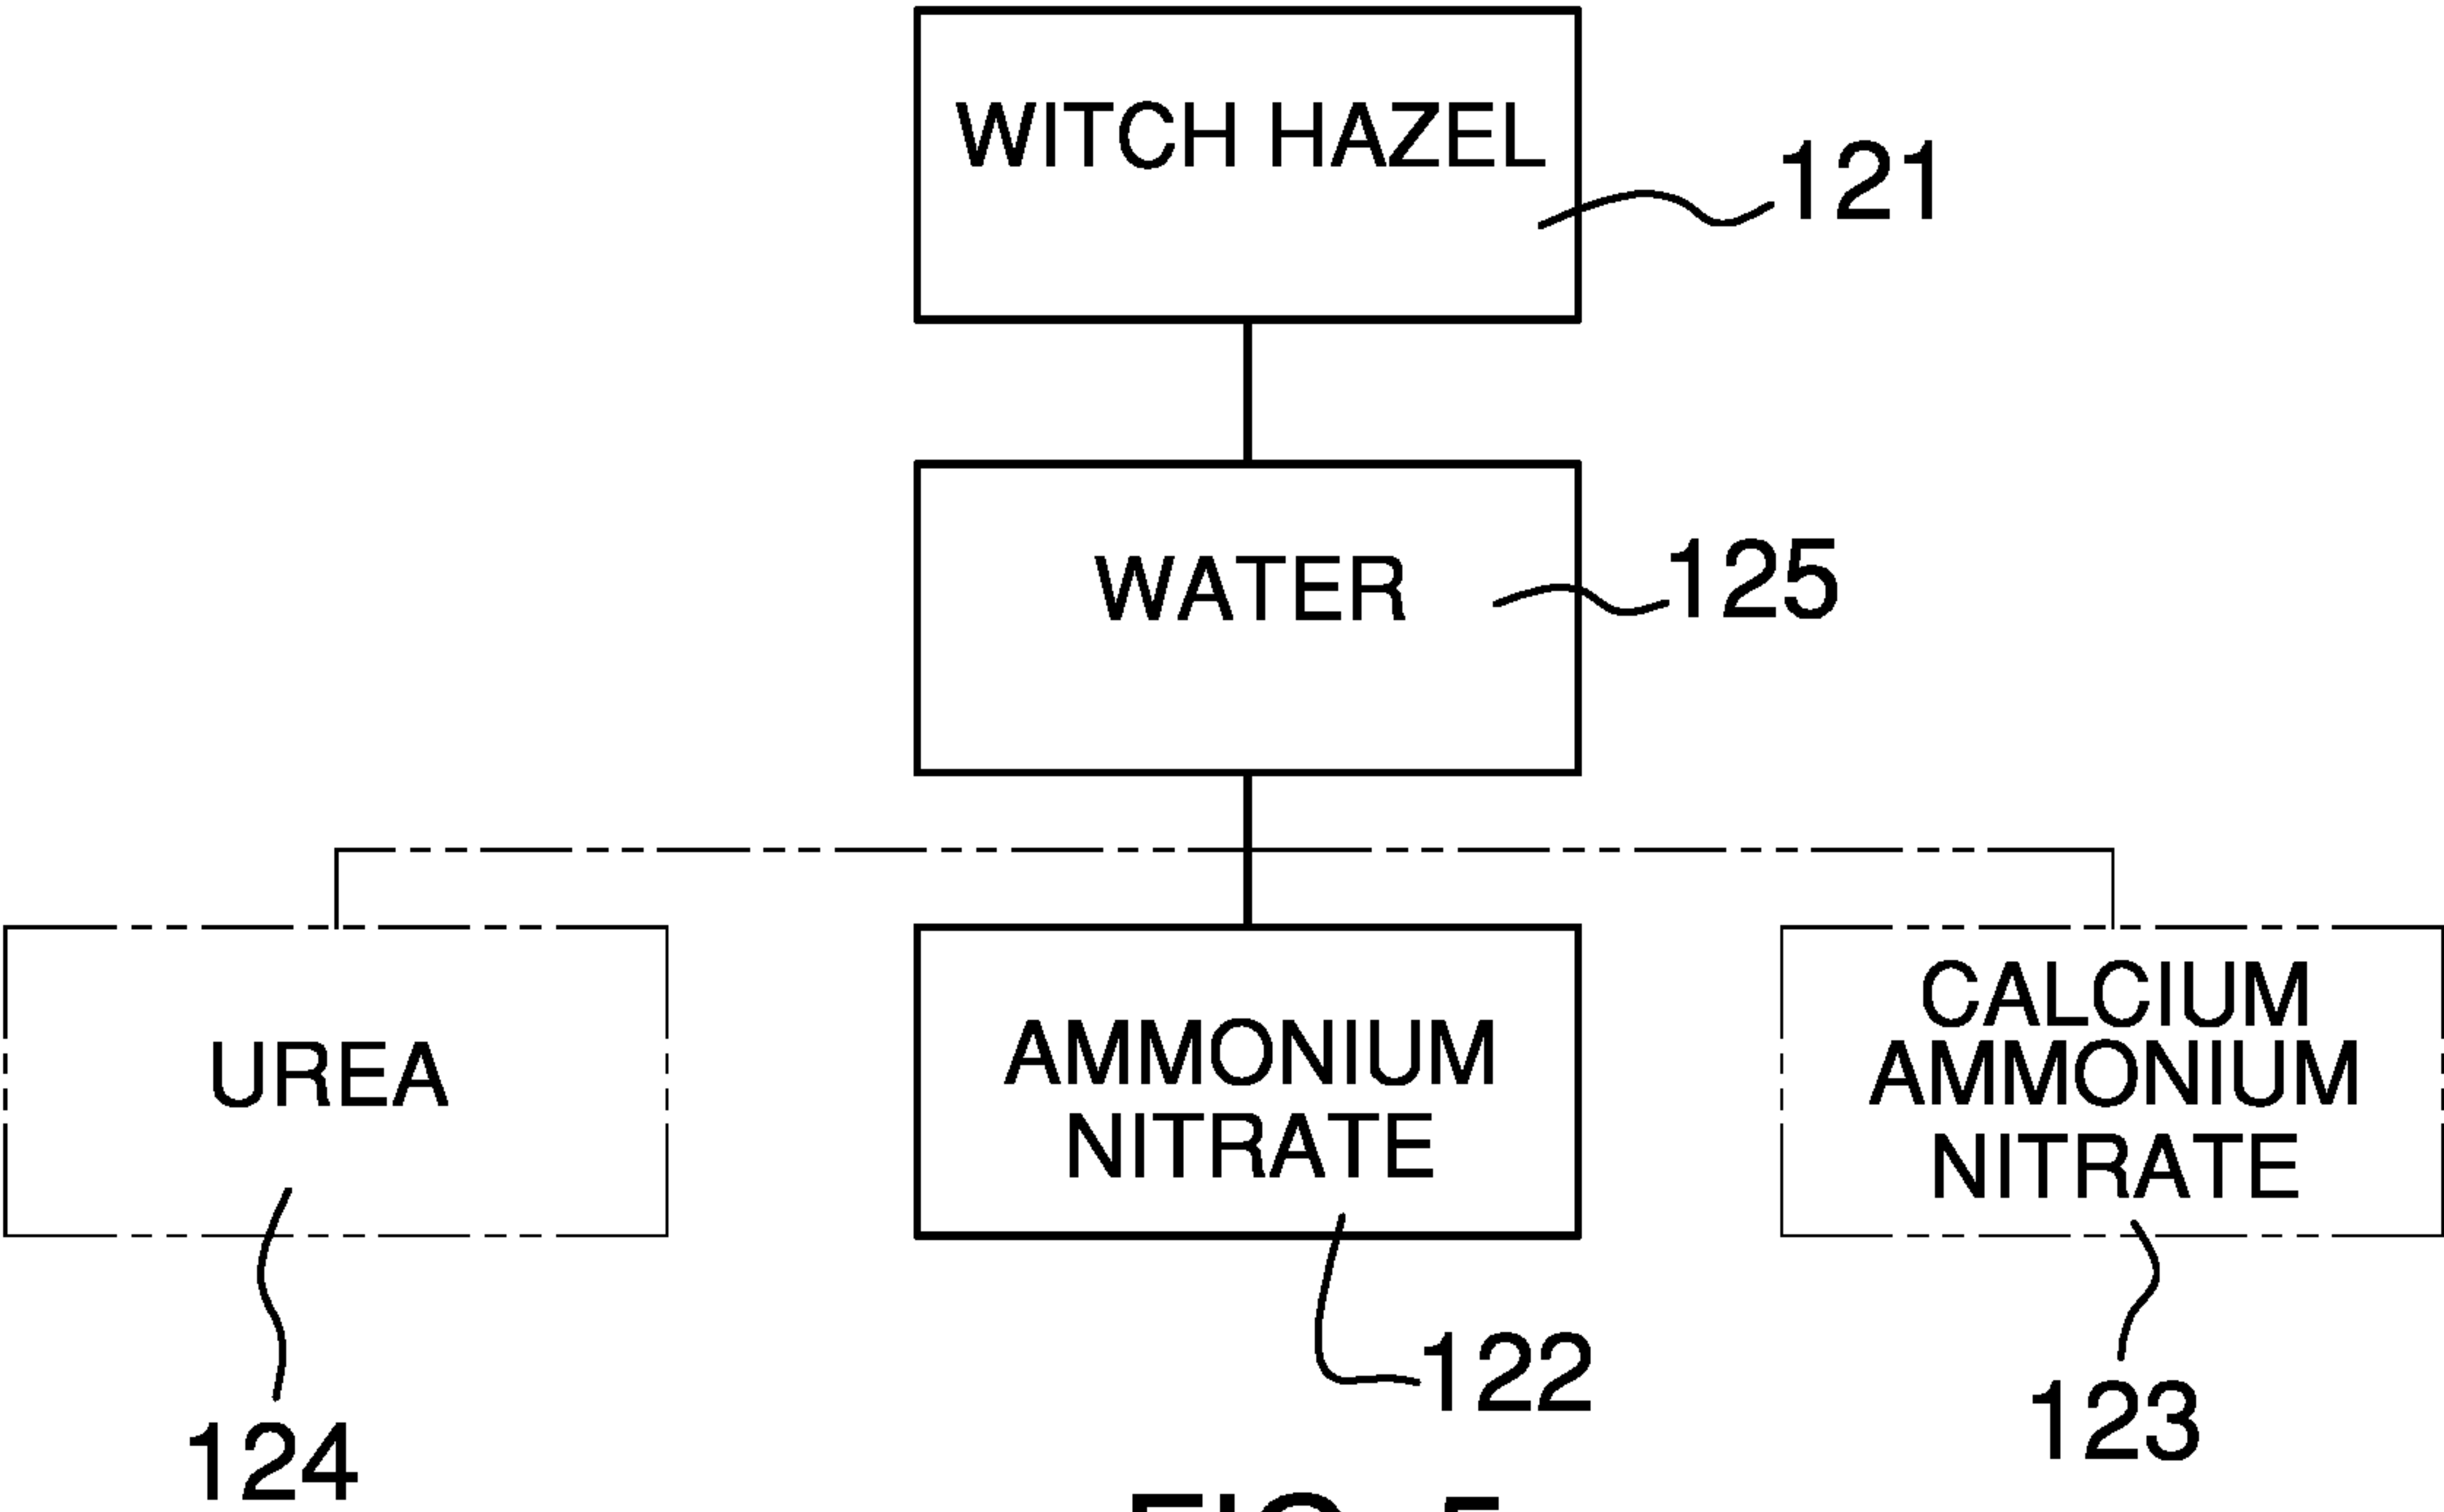 WITCH HAZEL
121
WATER
125
UREA
AMMONIUM
NITRATE
CALCIUM
AMMONIUM
NITRATE
122
123
124